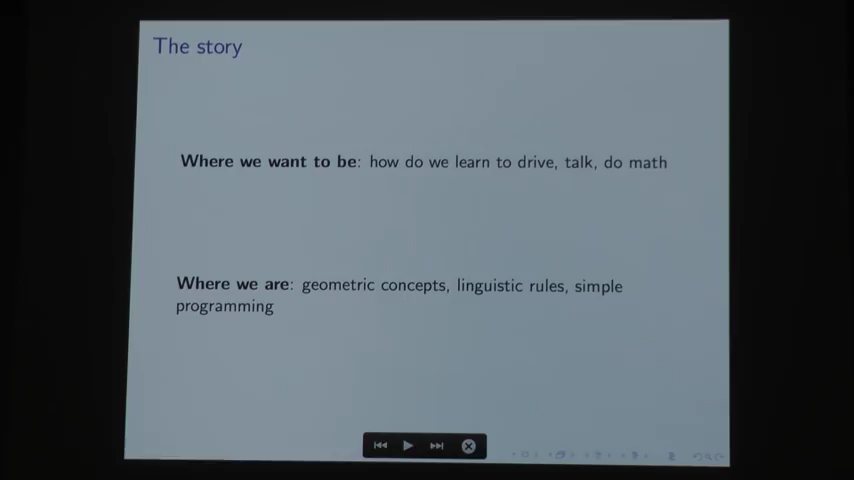 The story
Where we want to be: how do we learn to drive, talk, do math
Where we are: geometric concepts, linguistic rules, simple
programming